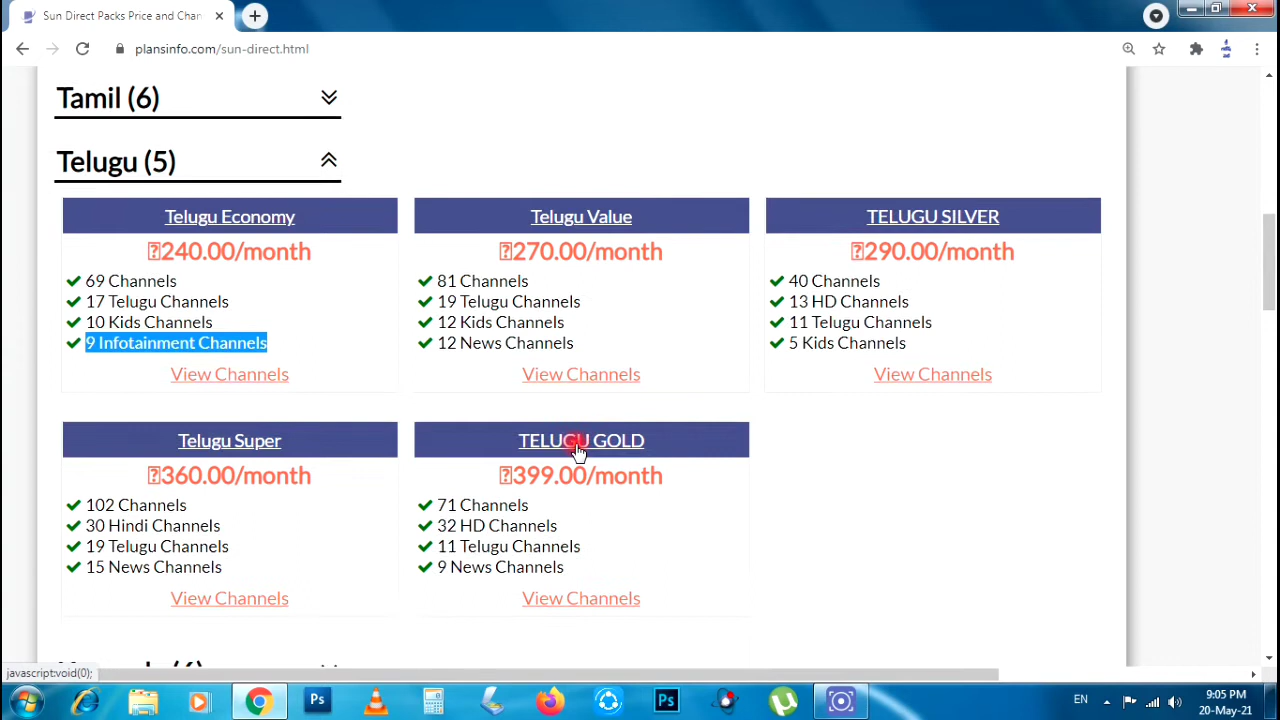 Sun Direct Packs Price and Chan
plansinfo.com/sun-direct.html
Tamil (6)
Telugu (5)
Telugu Economy
240.00/month
69 Channels
17 Telugu Channels
10 Kids Channels
9 Infotainment Channels
View Channels
Telugu Value
270.00/month
81 Channels
19 Telugu Channels
12 Kids Channels
12 News Channels
View Channels
TELUGU SILVER
290.00/month
40 Channels
13 HD Channels
11 Telugu Channels
5 Kids Channels
View Channels
Telugu Super
360.00/month
102 Channels
30 Hindi Channels
19 Telugu Channels
15 News Channels
View Channels
TELUGU GOLD
399.00/month
71 Channels
32 HD Channels
11 Telugu Channels
9 News Channels
View Channels
javascript:void(0);
Ps
Ps
EN
9:05 PM
20-May-21